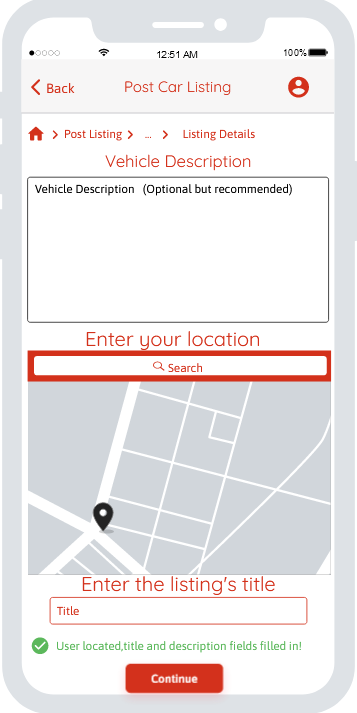 12:51 AM 100%
Back Post Car Listing
Post Listing ... Listing Details
Vehicle Description
Vehicle Description (Optional but recommended)
Enter your location
Search
Enter the listing's title
Title
User located,title and description fields filled in!
Continue